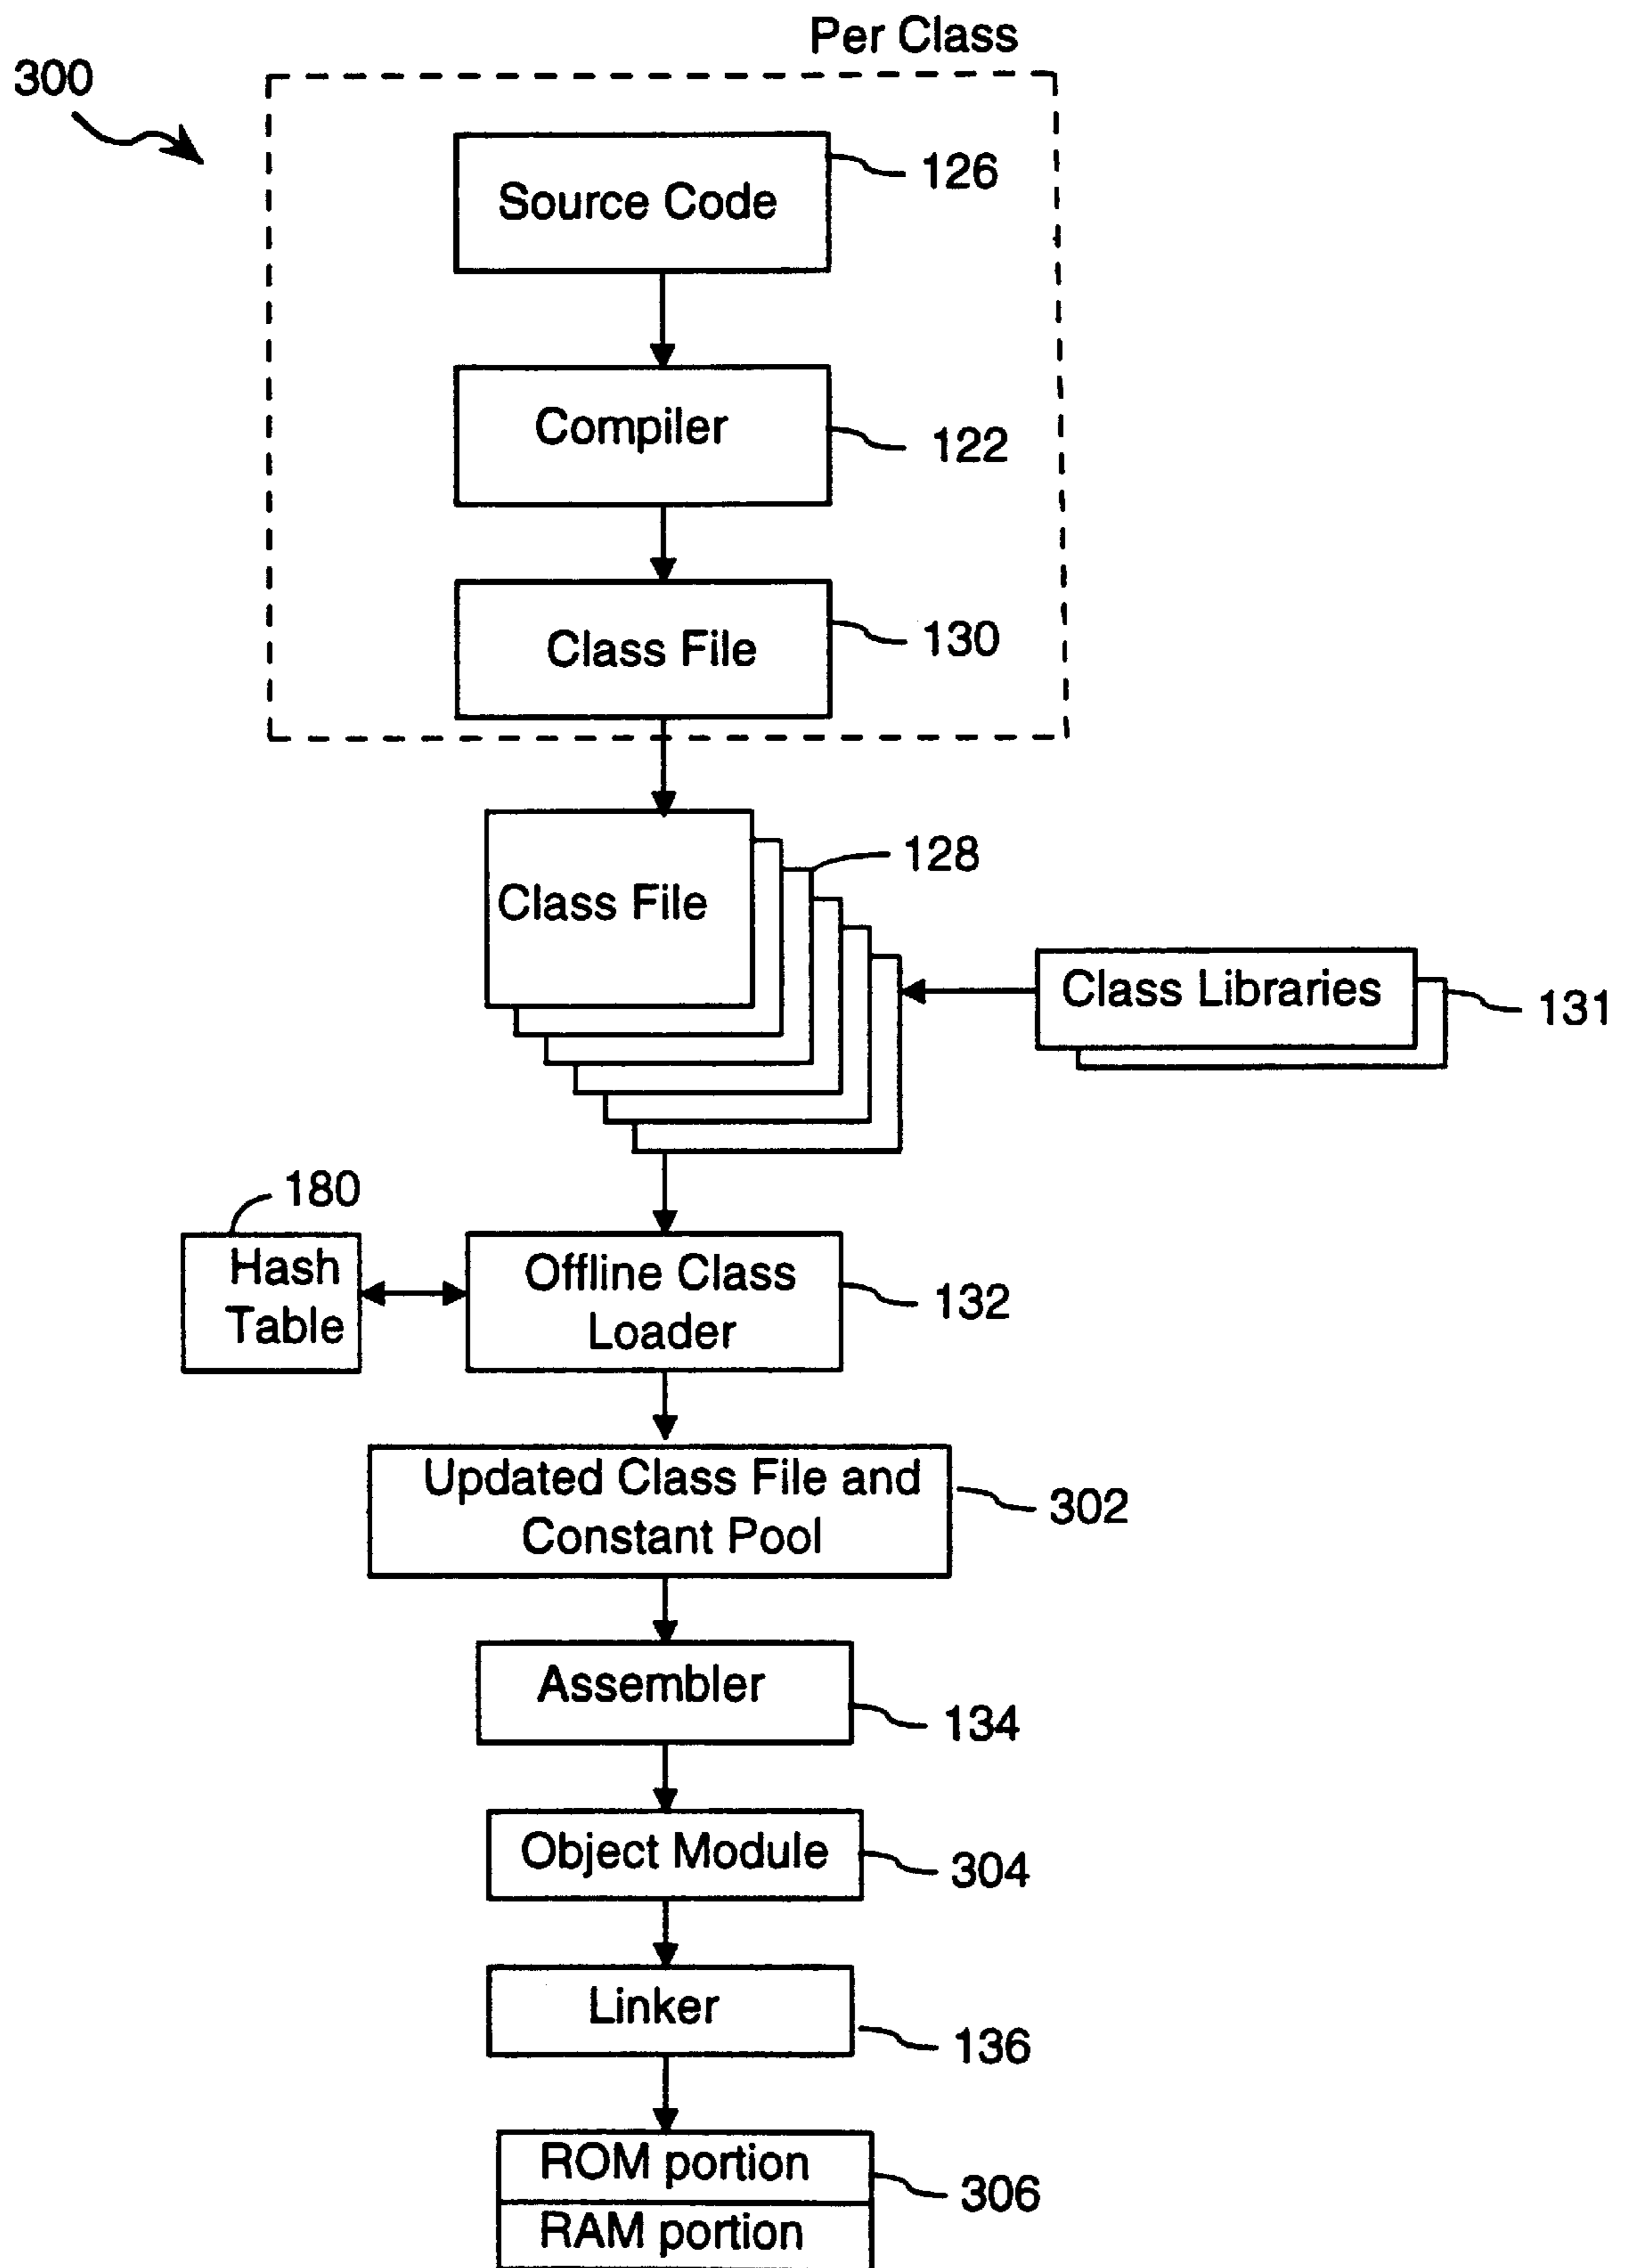 Per Class
300
Source Code
126
Compiler
122
Class File
130
Class File
128
Class Libraries
131
180
Hash
Table
Offline Class
Loader
132
Updated Class File and
Constant Pool
302
Assembler
134
Object Module
304
Linker
136
ROM portion
306
RAM portion